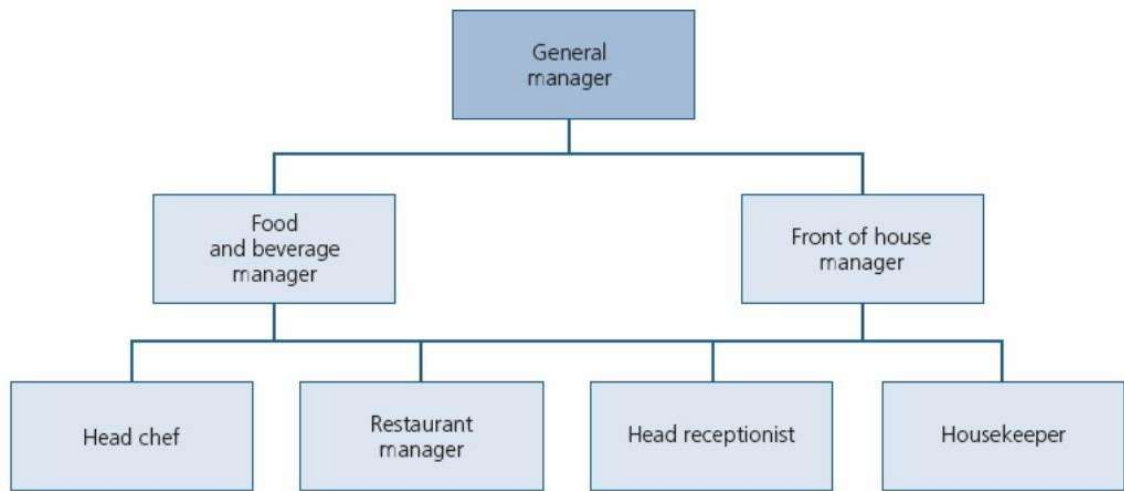 General
manager
Food
and beverage
manager
Front of house
manager
Head chef
Restaurant
manager
Head receptionist
Housekeeper